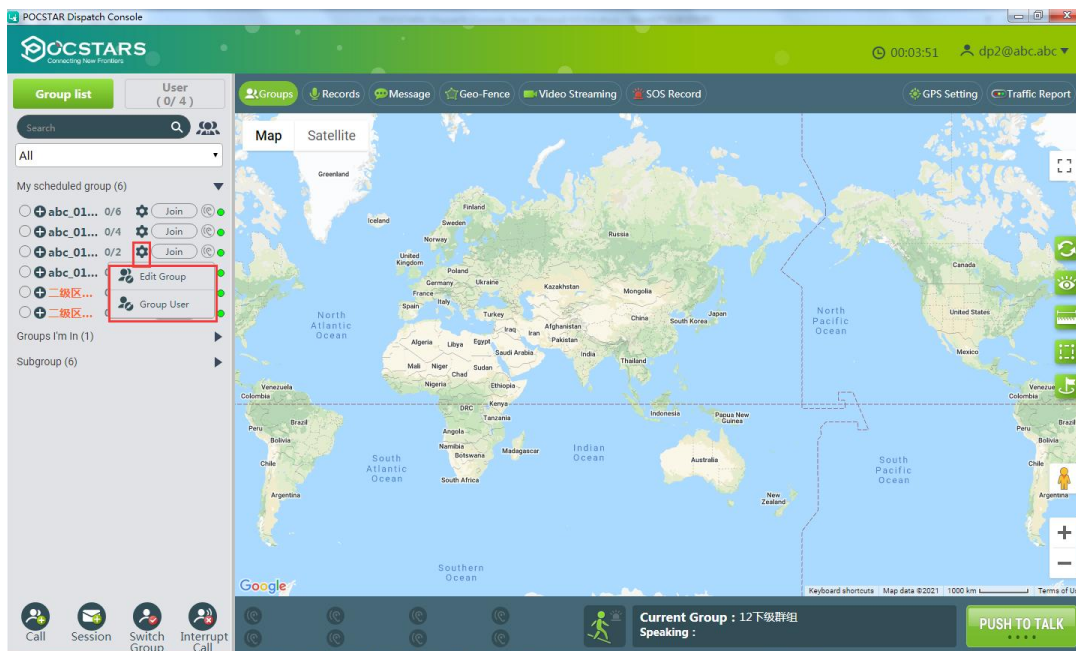 POCSTAR Dispatch Console
POCSTARS
Connecting New Frontiers
00:03:51
dp2@abc.abc
Group list
User
( 0/ 4 )
Groups
Records
Message
Geo-Fence
Video Streaming
SOS Record
GPS Setting
Traffic Report
Search
All
My scheduled group (6)
abc_01... 0/6 Join
abc_01... 0/4 Join
abc_01... 0/2 Join
abc_01...
Edit Group
二级区...
Group User
二级区...
Groups I'm In (1)
Subgroup (6)
Map
Satellite
Greenland
Iceland
Finland
Sweden
Norway
Russia
United
Kingdom
Poland
Germany
Ukraine
France
Italy
Spain
Turkey
Kazakhstan
Mongolia
North
Atlantic
Ocean
Algeria
Libya
Egypt
Iraq
Iran
Afghanistan
Pakistan
China
South Korea
Japan
Saudi Arabia
India
Thailand
Mali
Niger
Chad
Sudan
Nigeria
Ethiopia
Venezuela
Colombia
DRC
Kenya
Tanzania
Indonesia
Papua New
Guinea
Brazil
Peru
Bolivia
Angola
Namibia
Botswana
Madagascar
Indian
Ocean
South
Atlantic
Ocean
South Africa
Australia
Chile
Argentina
New
Zealand
Southern
Ocean
Canada
North
Pacific
Ocean
United States
Mexico
Venezue
Colombia
Peru
Brazil
Bolivia
South
Pacific
Ocean
Chile
Argentina
Google
Keyboard shortcuts
Map data ©2021
1000 km
Terms of U
Call
Session
Switch
Group
Interrupt
Call
Current Group : 12下级群组
Speaking :
PUSH TO TALK